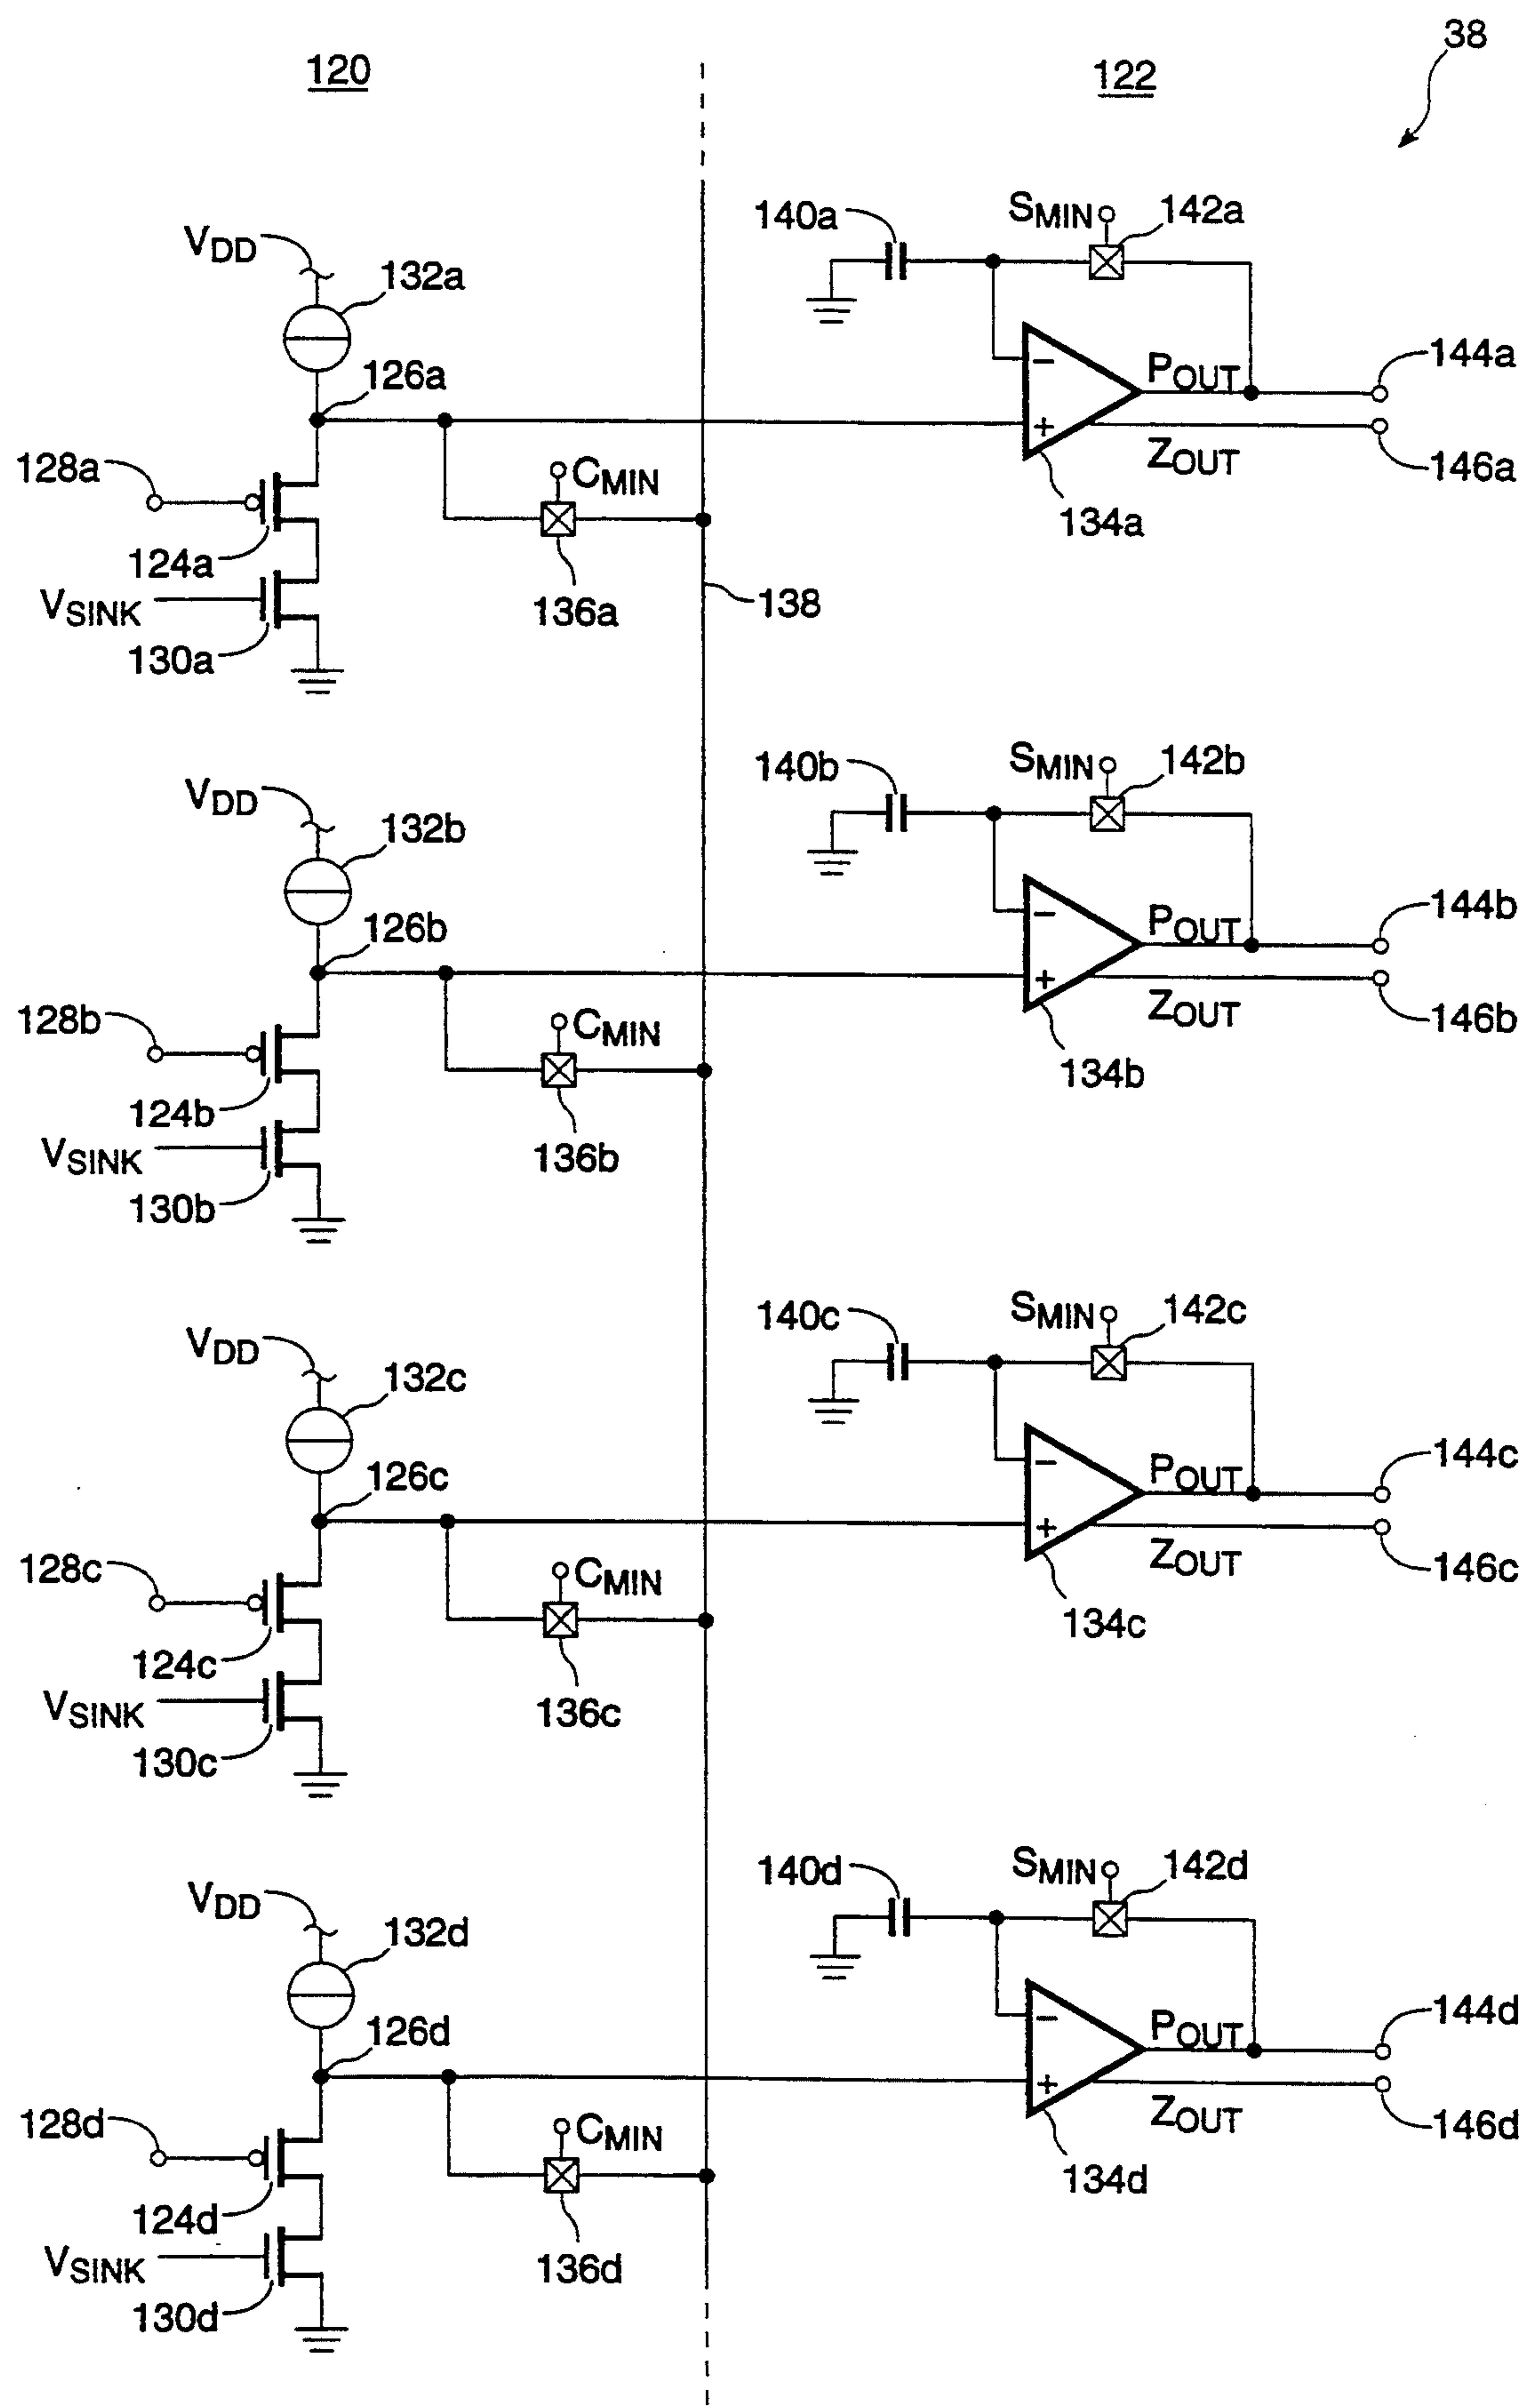 38
120
122
140a
SMIN
142a
VDD
132a
126a
POUT
144a
128a
CMIN
ZOUT
146a
124a
134a
VSINK
136a
138
130a
140b
SMIN
142b
VDD
132b
126b
POUT
144b
128b
CMIN
ZOUT
146b
124b
134b
VSINK
136b
130b
140c
SMIN
142c
VDD
132c
126c
POUT
144c
128c
CMIN
ZOUT
146c
124c
134c
VSINK
136c
130c
140d
SMIN
142d
VDD
132d
126d
POUT
144d
128d
CMIN
ZOUT
146d
124d
134d
VSINK
136d
130d